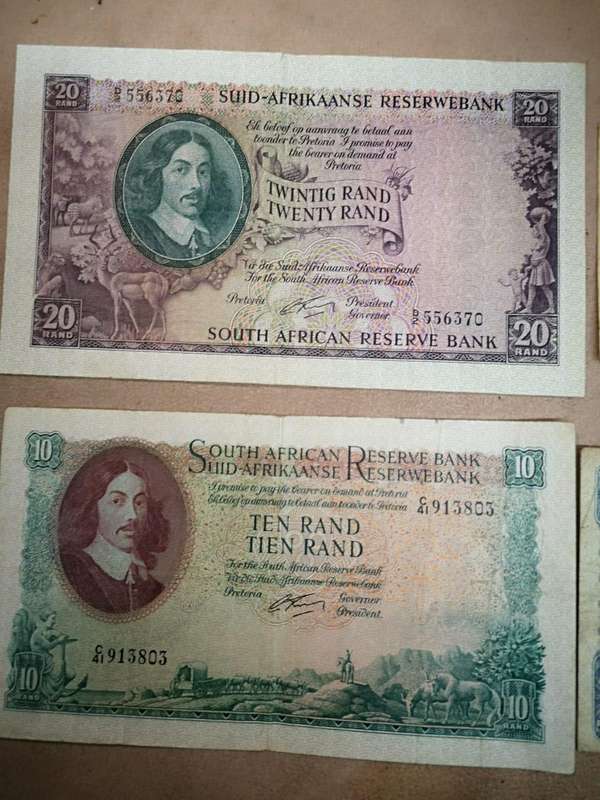 20 RAND
D/2 556370
SUID-AFRIKAANSE RESERWEBANK
20 RAND
Ek beloof op aanvraag te betaal aan
toonder te Pretoria I promise to pay
the bearer on demand at
Pretoria
TWINTIG RAND
TWENTY RAND
Vir die Suid-Afrikaanse Reserwebank
For the South African Reserve Bank
Pretoria
President
Governor
D/2 556370
20 RAND
SOUTH AFRICAN RESERVE BANK
20 RAND
10
SOUTH AFRICAN RESERVE BANK
SUID-AFRIKAANSE RESERWEBANK
10
I promise to pay the bearer on demand at Pretoria
Ek beloof op aanvraag te betaal aan toonder te Pretoria
C/41 913803
TEN RAND
TIEN RAND
For the South African Reserve Bank
Vir die Suid-Afrikaanse Reserwebank
Pretoria
Governor
President.
C/41 913803
10 RAND
10 RAND